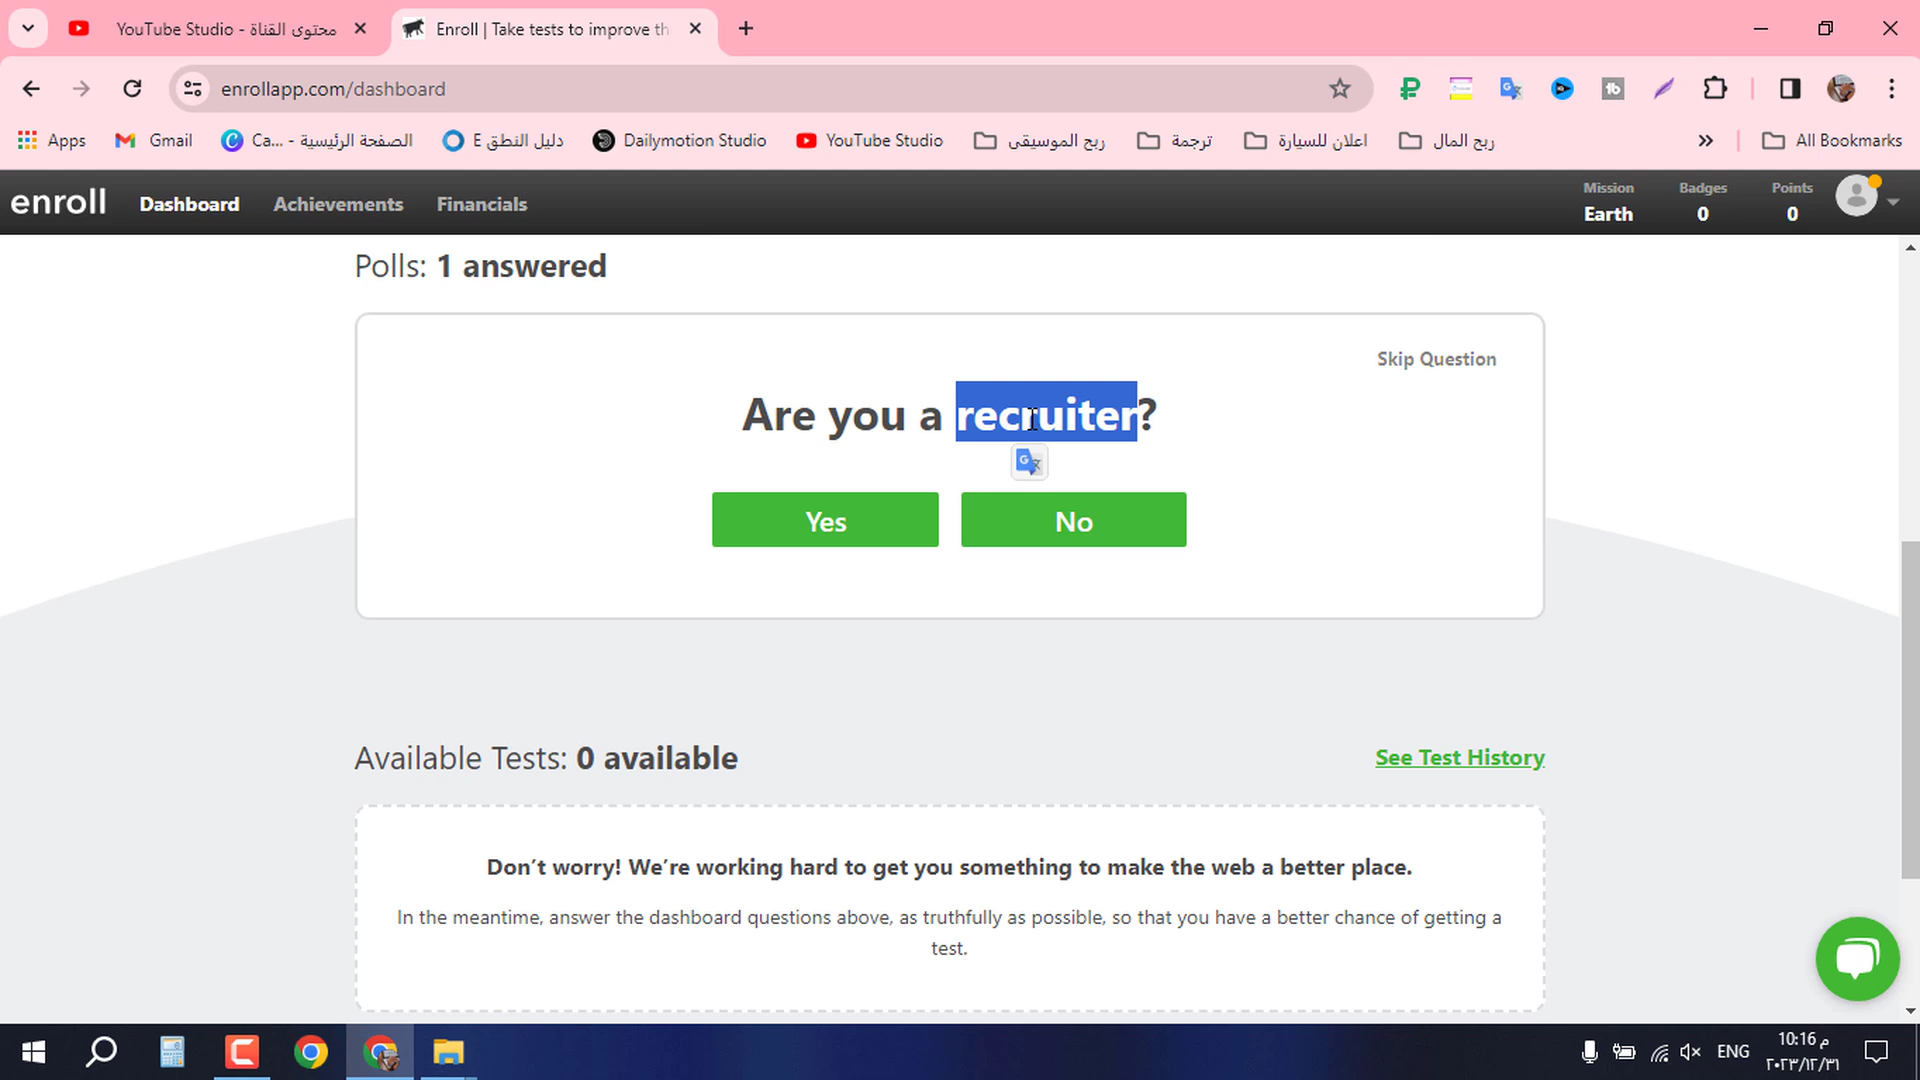 YouTube Studio - محتوى القناة
Enroll | Take tests to improve th
enrollapp.com/dashboard
Apps
Gmail
Ca... - الصفحة الرئيسية
دليل النطق E
Dailymotion Studio
YouTube Studio
ربح الموسيقى
ترجمة
اعلان للسيارة
ربح المال
All Bookmarks
enroll
Dashboard
Achievements
Financials
Mission
Earth
Badges
0
Points
0
Polls: 1 answered
Skip Question
Are you a recruiter?
Yes
No
Available Tests: 0 available
See Test History
Don’t worry! We’re working hard to get you something to make the web a better place.
In the meantime, answer the dashboard questions above, as truthfully as possible, so that you have a better chance of getting a
test.
ENG
10:16 م
٢٠٢٣/١٢/٣١